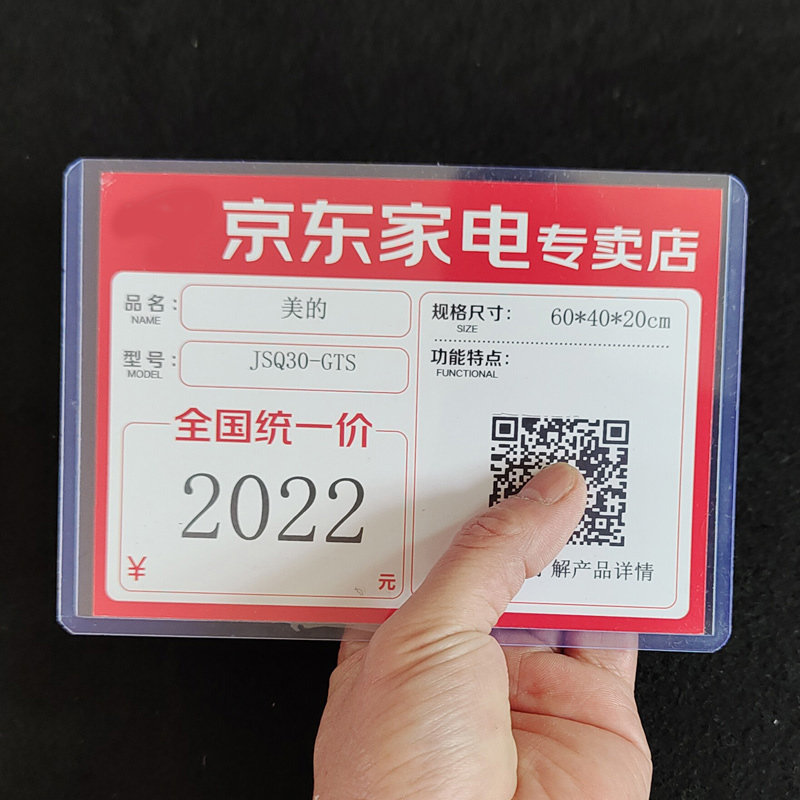 京东家电专卖店
品名：
NAME
美的
型号：
MODEL
JSQ30-GTS
全国统一价
2022
¥
元
规格尺寸：
SIZE
60*40*20cm
功能特点：
FUNCTIONAL
解产品详情